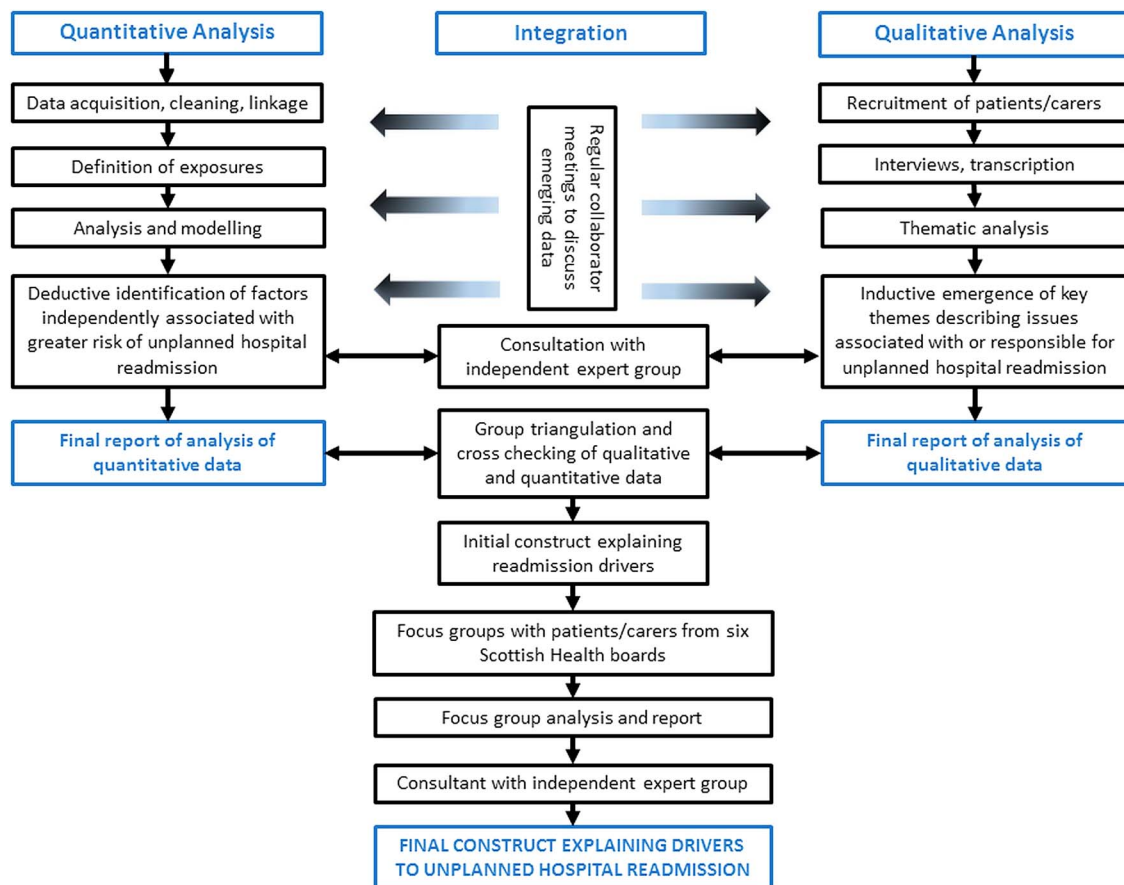 Quantitative Analysis
Integration
Qualitative Analysis
Data acquisition, cleaning, linkage
Definition of exposures
Analysis and modelling
Deductive identification of factors
independently associated with
greater risk of unplanned hospital
readmission
Final report of analysis of
quantitative data
Regular collaborator
meetings to discuss
emerging data
Recruitment of patients/carers
Interviews, transcription
Thematic analysis
Inductive emergence of key
themes describing issues
associated with or responsible for
unplanned hospital readmission
Final report of analysis of
qualitative data
Consultation with
independent expert group
Group triangulation and
cross checking of qualitative
and quantitative data
Initial construct explaining
readmission drivers
Focus groups with patients/carers from six
Scottish Health boards
Focus group analysis and report
Consultant with independent expert group
FINAL CONSTRUCT EXPLAINING DRIVERS
TO UNPLANNED HOSPITAL READMISSION